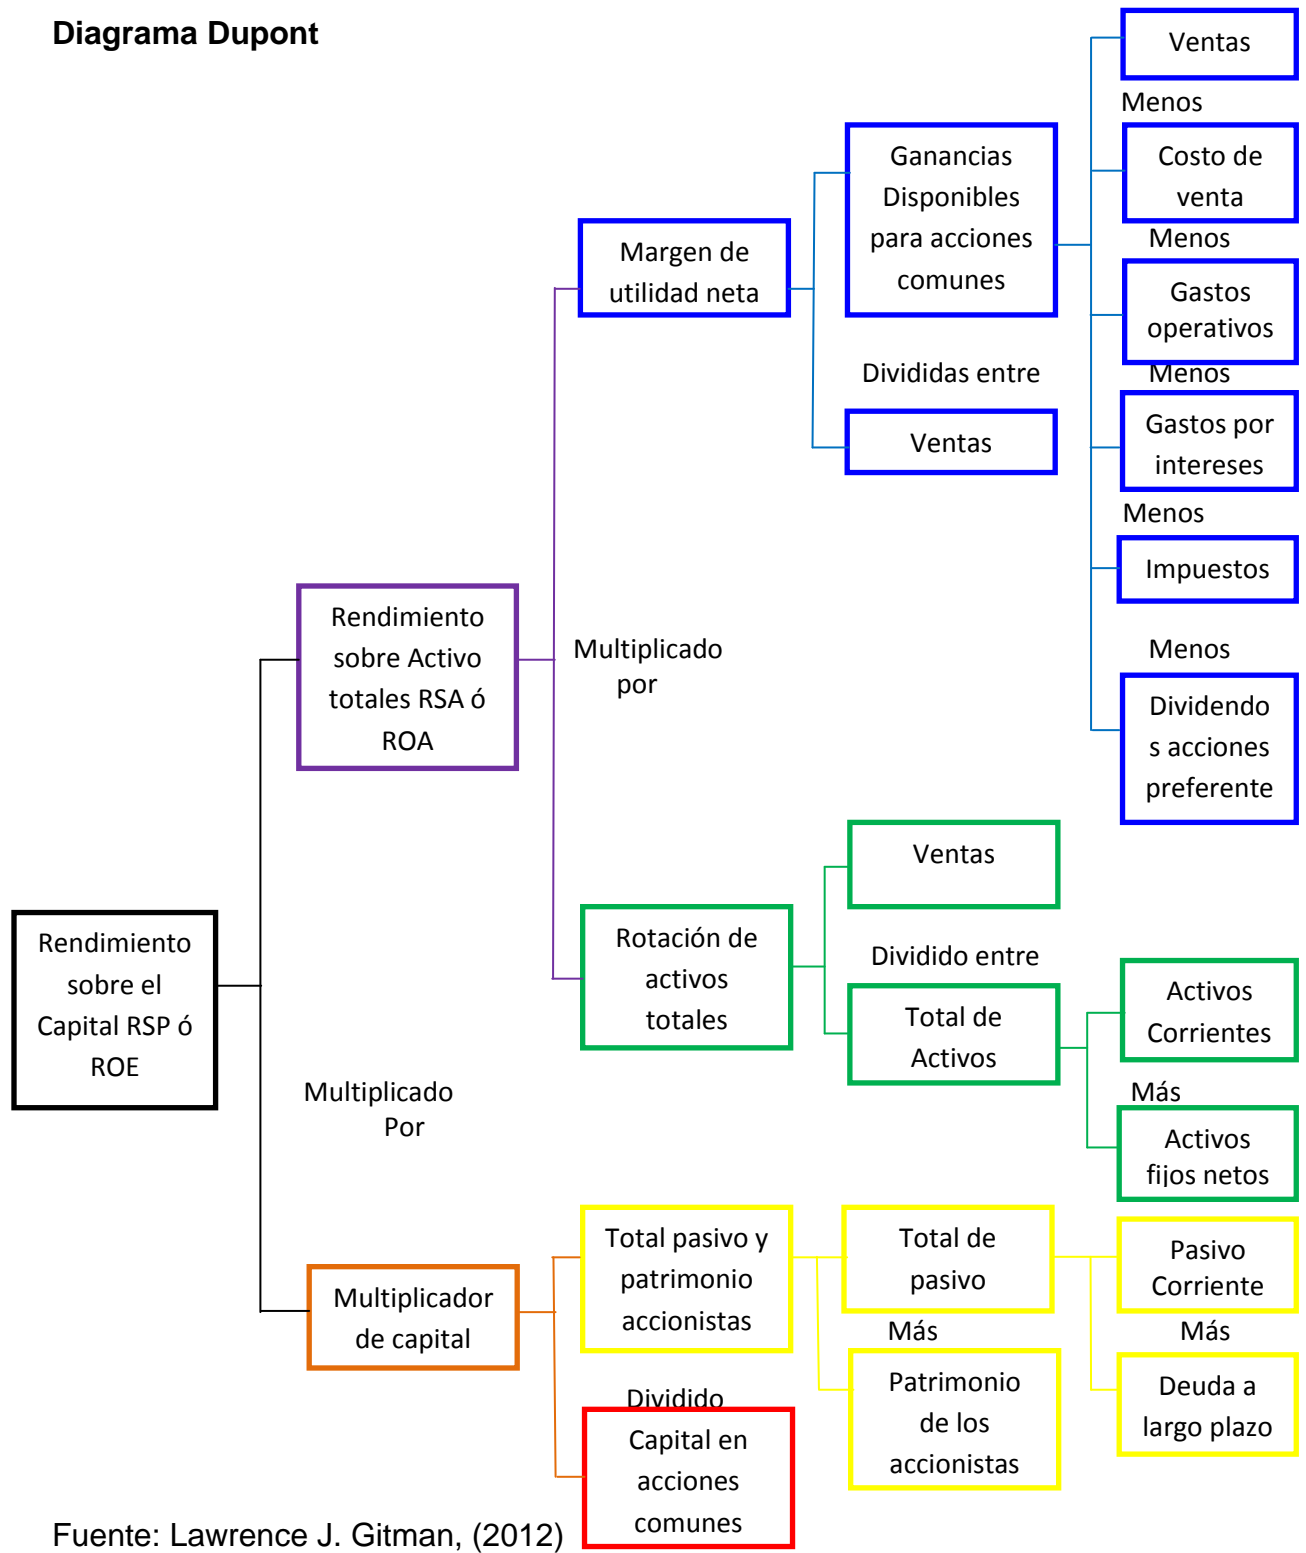 Diagrama Dupont
Ventas
Menos
Costo de
venta
Menos
Gastos
operativos
Menos
Gastos por
intereses
Menos
Impuestos
Menos
Dividendo
s acciones
preferente
Ganancias
Disponibles
para acciones
comunes
Divididas entre
Ventas
Margen de
utilidad neta
Rendimiento
sobre Activo
totales RSA ó
ROA
Multiplicado
por
Ventas
Dividido entre
Total de
Activos
Rotación de
activos
totales
Activos
Corrientes
Más
Activos
fijos netos
Rendimiento
sobre el
Capital RSP ó
ROE
Multiplicado
Por
Multiplicador
de capital
Total pasivo y
patrimonio
accionistas
Dividido
Capital en
acciones
comunes
Total de
pasivo
Más
Patrimonio
de los
accionistas
Pasivo
Corriente
Más
Deuda a
largo plazo
Fuente: Lawrence J. Gitman, (2012)